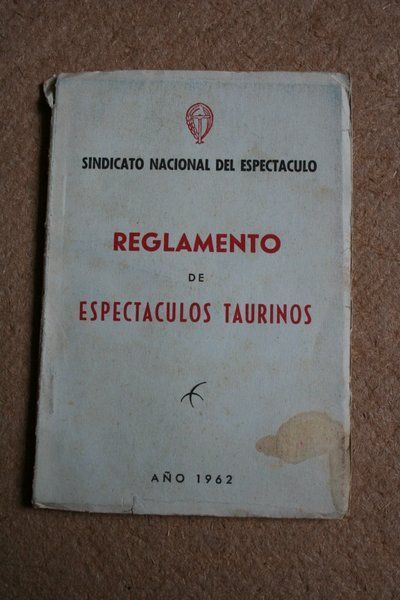 SINDICATO NACIONAL DEL ESPECTACULO
REGLAMENTO
DE
ESPECTACULOS TAURINOS
AÑO 1962